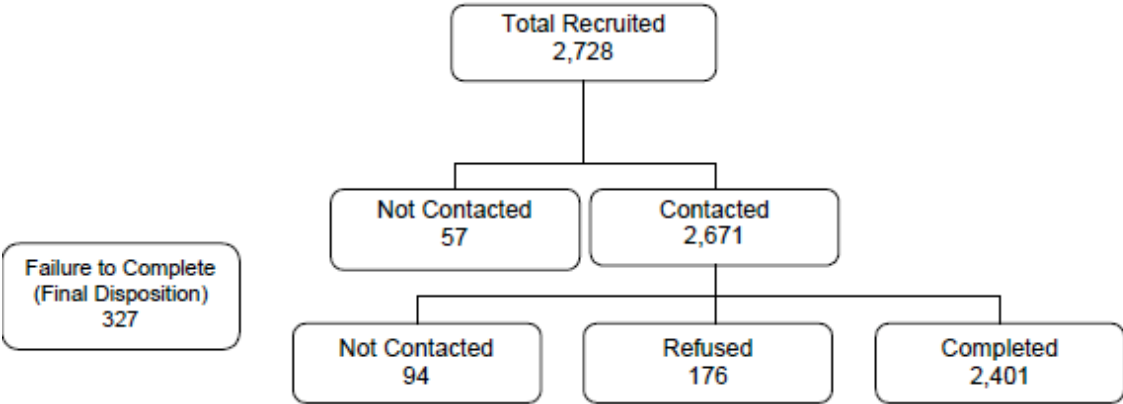 Total Recruited
2,728
Not Contacted
57
Contacted
2,671
Failure to Complete
(Final Disposition)
327
Not Contacted
94
Refused
176
Completed
2,401